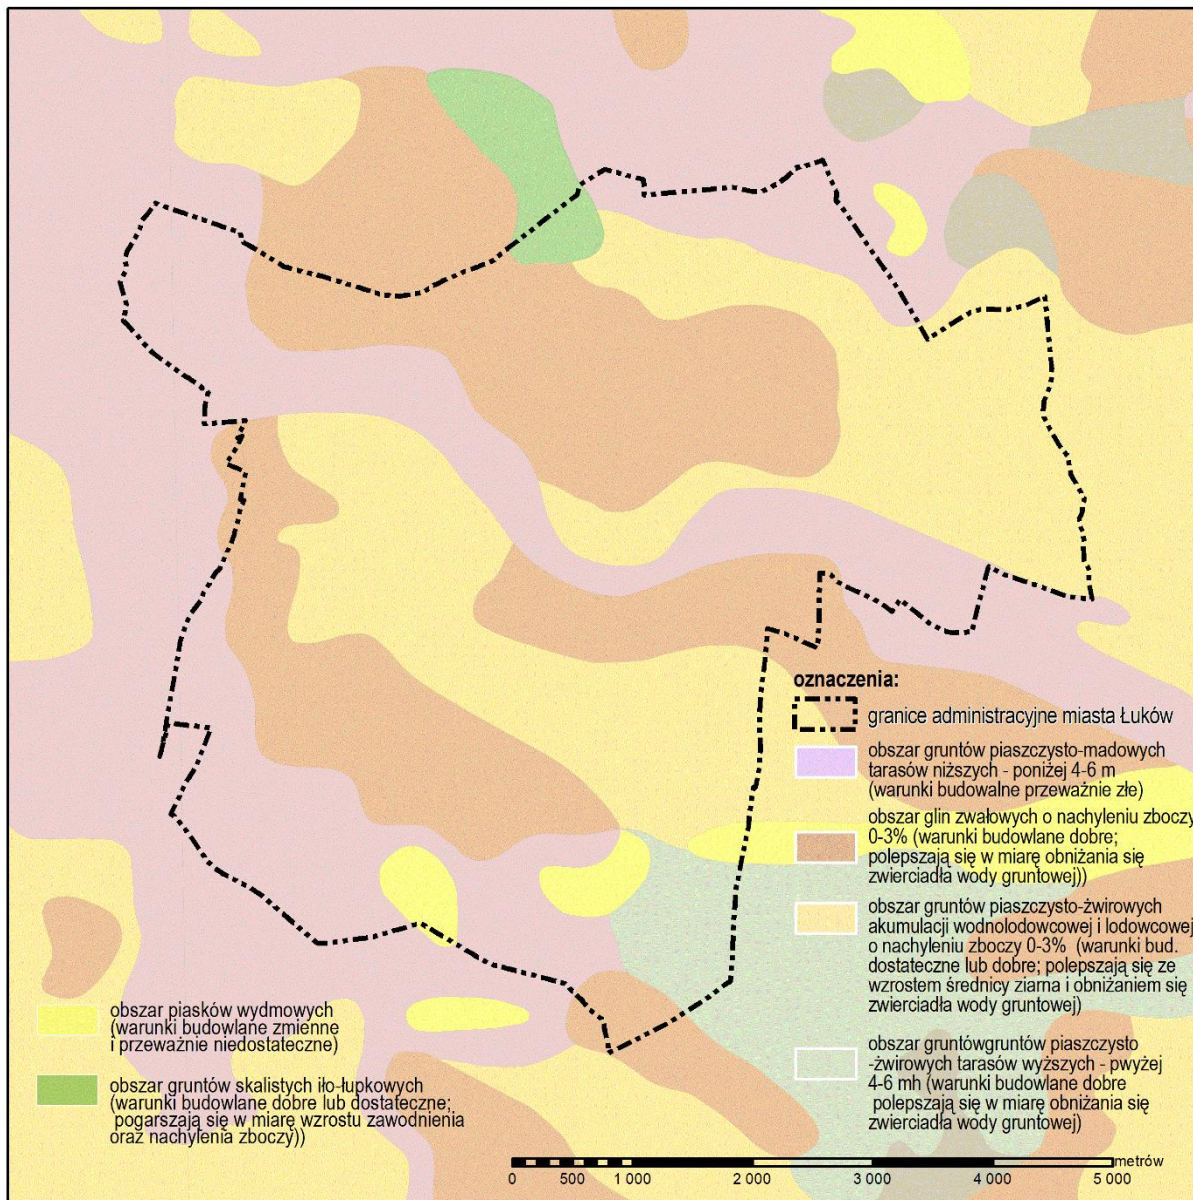 oznaczenia:
granice administracyjne miasta Łuków
obszar gruntów piaszczysto-madowych
tarasów niższych - poniżej 4-6 m
(warunki budowalne przeważnie złe)
obszar glin zwałowych o nachyleniu zboczy
0-3% (warunki budowlane dobre;
polepszają się w miarę obniżania się
zwierciadła wody gruntowej))
obszar gruntów piaszczysto-żwirowych
akumulacji wodnolodowcowej i lodowcowej
o nachyleniu zboczy 0-3% (warunki bud.
dostateczne lub dobre; polepszają się ze
wzrostem średnicy ziarna i obniżaniem się
zwierciadła wody gruntowej)
obszar gruntówgruntów piaszczysto
-żwirowych tarasów wyższych - pwyżej
4-6 mh (warunki budowlane dobre
polepszają się w miarę obniżania się
zwierciadła wody gruntowej)
obszar piasków wydmowych
(warunki budowlane zmienne
i przeważnie niedostateczne)
obszar gruntów skalistych iło-łupkowych
(warunki budowlane dobre lub dostateczne;
pogarszają się w miarę wzrostu zawodnienia
oraz nachylenia zboczy))
metrów
0 500 1 000 2 000 3 000 4 000 5 000